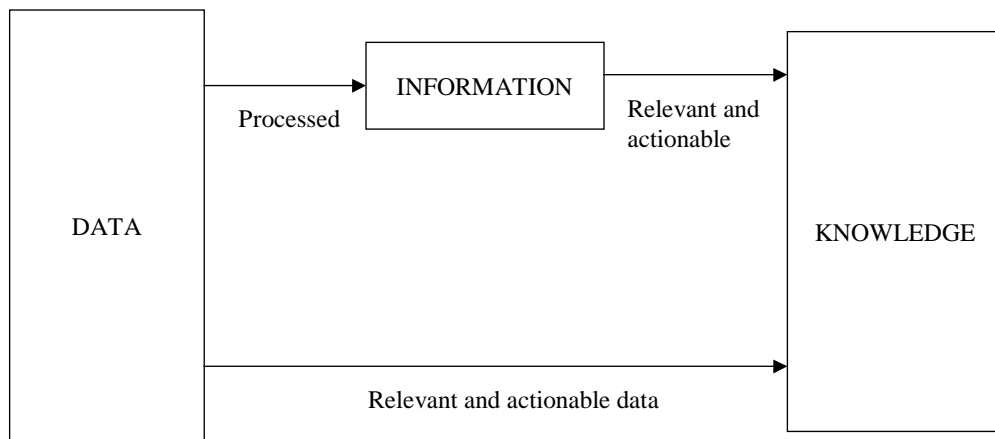 INFORMATION
Processed
Relevant and
actionable
DATA
KNOWLEDGE
Relevant and actionable data